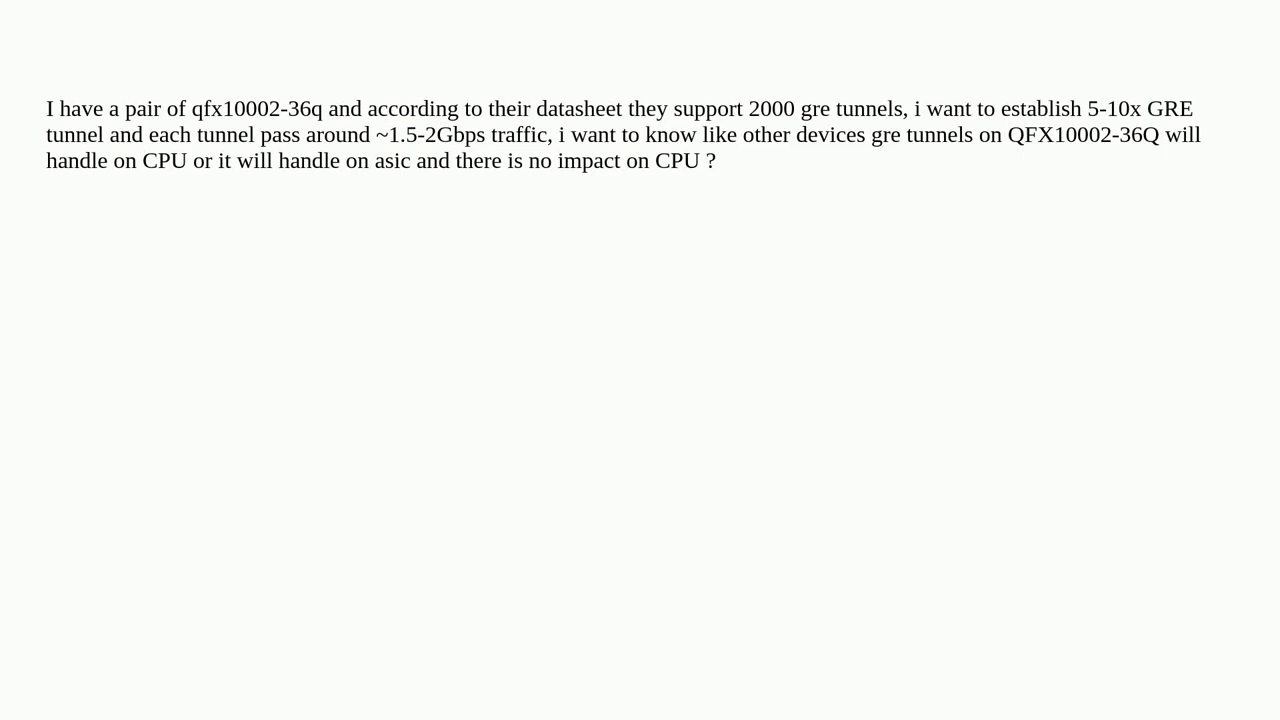 I have a pair of qfx10002-36q and according to their datasheet they support 2000 gre tunnels, i want to establish 5-10x GRE
tunnel and each tunnel pass around ~1.5-2Gbps traffic, i want to know like other devices gre tunnels on QFX10002-36Q will
handle on CPU or it will handle on asic and there is no impact on CPU ?